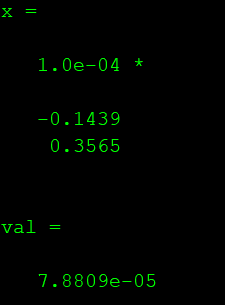 x =
1.0e-04 *
-0.1439
0.3565
val =
7.8809e-05